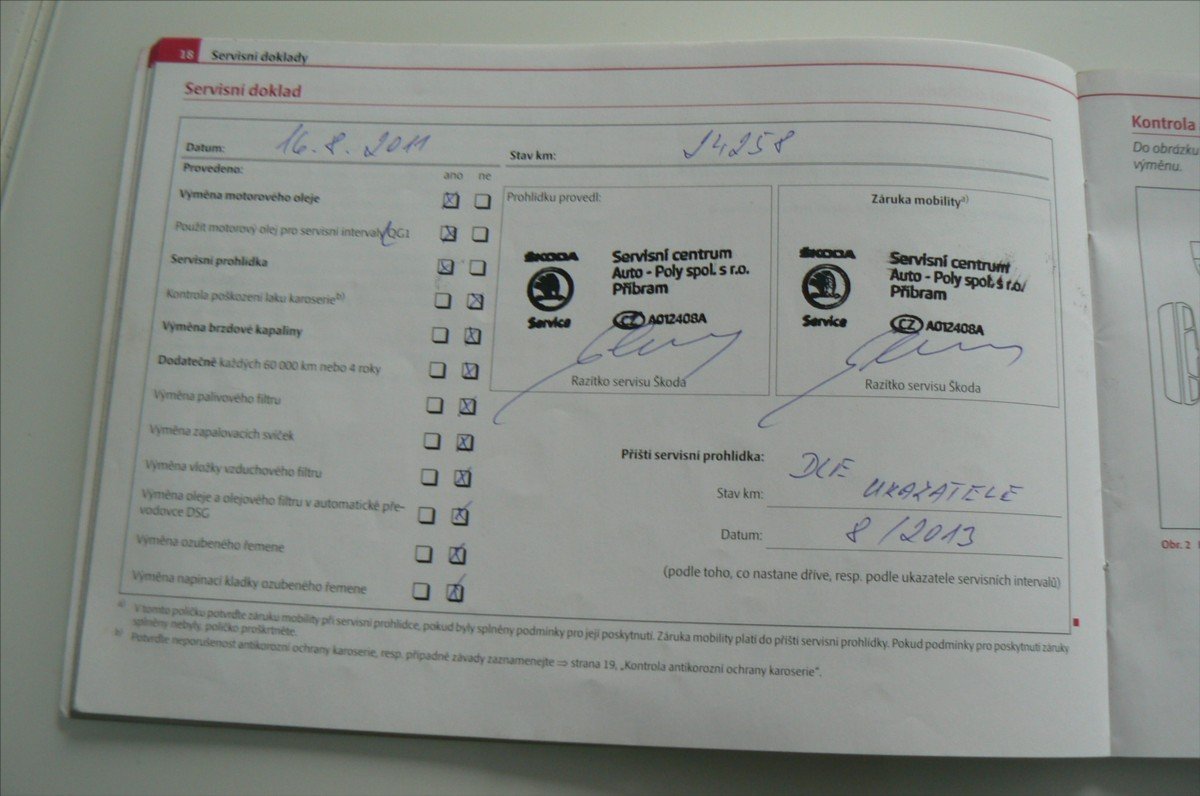 18 Servisní doklady
Servisní doklad
Datum: 16.8.2011 Stav km: 24258
Provedeno: ano ne
Výměna motorového oleje
Použit motorový olej pro servisní intervaly QG1
Servisní prohlídka
Kontrola poškození laku karoserie b)
Výměna brzdové kapaliny
Dodatečně každých 60 000 km nebo 4 roky
Výměna palivového filtru
Výměna zapalovacích svíček
Výměna vložky vzduchového filtru
Výměna oleje a olejového filtru v automatické pře-
vodovce DSG
Výměna ozubeného řemene
Výměna napínací kladky ozubeného řemene
Prohlídku provedl:
ŠKODA
Service
Servisní centrum
Auto - Poly spol. s r.o.
Příbram
CZ A012408A
Razítko servisu Škoda
Záruka mobility a)
ŠKODA
Service
Servisní centrum
Auto - Poly spol. s r.o.
Příbram
CZ A012408A
Razítko servisu Škoda
Příští servisní prohlídka:
Stav km: DLE UKAZATELE
Datum: 8/2013
(podle toho, co nastane dříve, resp. podle ukazatele servisních intervalů)
a) V tomto políčku potvrďte záruku mobility při servisní prohlídce, pokud byly splněny podmínky pro její poskytnutí. Záruka mobility platí do příští servisní prohlídky. Pokud podmínky pro poskytnutí záruky
splněny nebyly, políčko proškrtněte.
b) Potvrďte neporušenost antikorozní ochrany karoserie, resp. případné závady zaznamenejte ⇒ strana 19, „Kontrola antikorozní ochrany karoserie“.
Kontrola
Do obrázku
výměnu.
Obr. 2